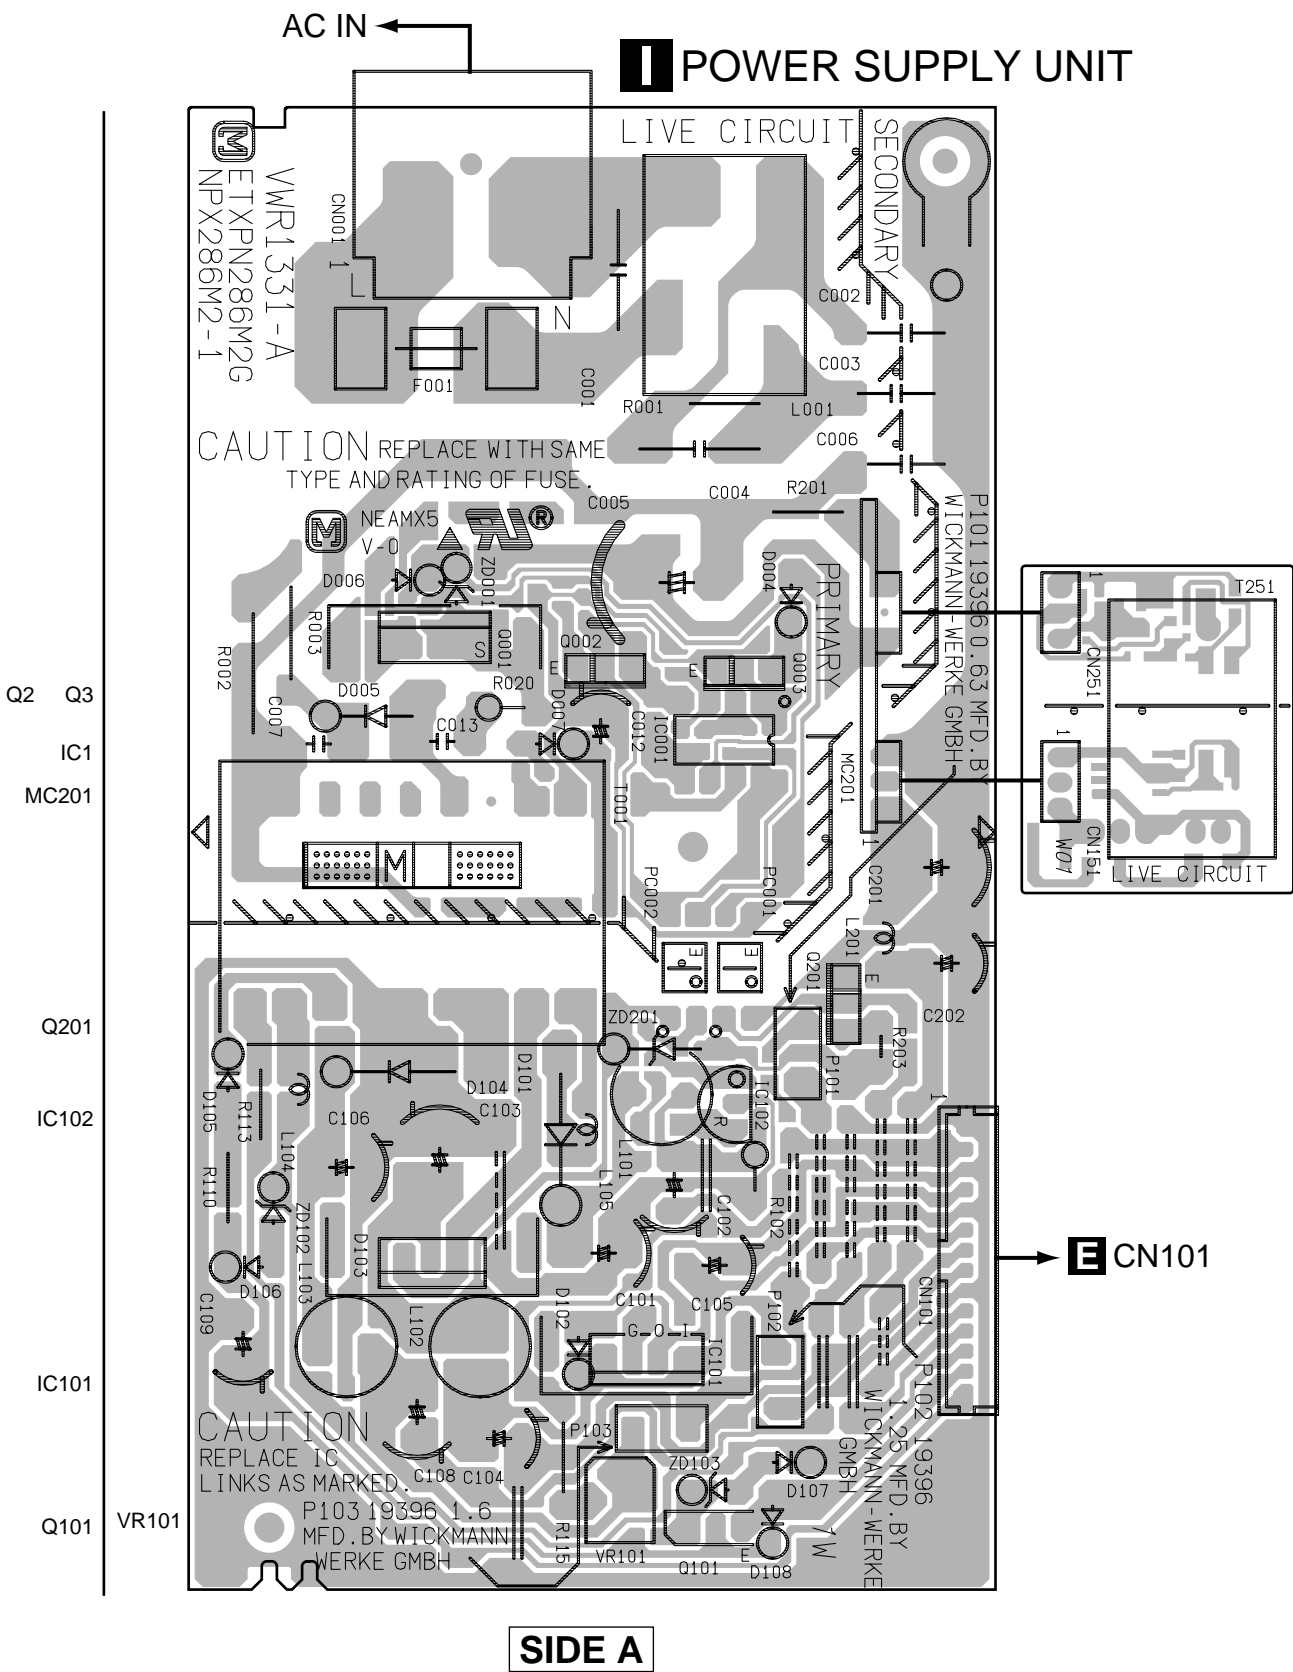 AC IN
I POWER SUPPLY UNIT
LIVE CIRCUIT
SECONDARY
M
VWR1331-A
ETXPN286M2G
NPX286M2-1
CN001
1
L
N
C002
C003
F001
C001
R001
L001
C006
CAUTION REPLACE WITH SAME
TYPE AND RATING OF FUSE.
C005
C004
R201
P101 19396 0.63 MFD.BY
WICKMANN-WERKE GMBH
M
NEAMX5
V-0
®
D006
ZD001
D004
PRIMARY
1
T251
R003
R002
S
Q001
Q002
E
E
Q003
CN251
Q2 Q3
C007
D005
R020
C013
D007
C012
IC001
IC1
MC201
T001
MC201
1
1
W01
CN151
LIVE CIRCUIT
M
PC002
PC001
C201
L201
E
E
Q201
E
Q201
ZD201
C202
R203
P101
D105
R113
L104
C106
D104
C103
D101
L101
L105
R
IC102
1
IC102
R110
ZD102
L103
D103
C102
R102
E CN101
C109
D106
L102
D102
C101
C105
P102
CN101
G O I
IC101
IC101
CAUTION
REPLACE IC
LINKS AS MARKED.
C108
C104
P103
ZD103
D107
P102 19396
1.25 MFD.BY
WICKMANN-WERKE
GMBH
Q101
VR101
P103 19396 1.6
MFD.BY WICKMANN
WERKE GMBH
R115
VR101
Q101
E
D108
1W
SIDE A